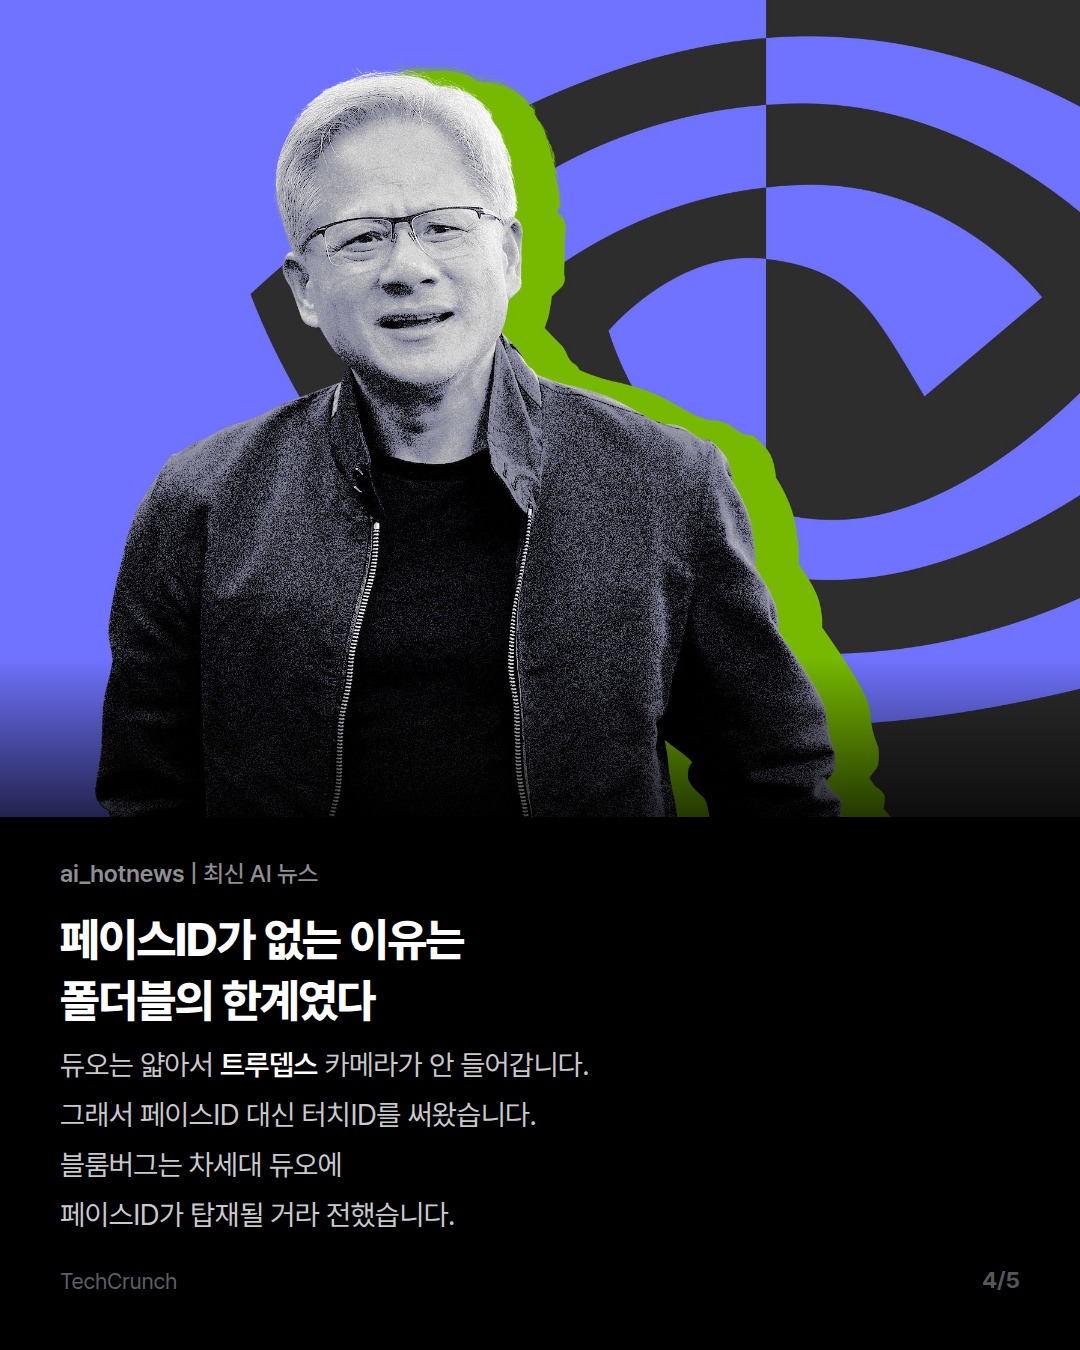 ai_hotnews | 최신 AI 뉴스
페이스ID가 없는 이유는
폴더블의 한계였다
듀오는 얇아서 트루뎁스 카메라가 안 들어갑니다.
그래서 페이스ID 대신 터치ID를 써왔습니다.
블룸버그는 차세대 듀오에
페이스ID가 탑재될 거라 전했습니다.
TechCrunch
4/5